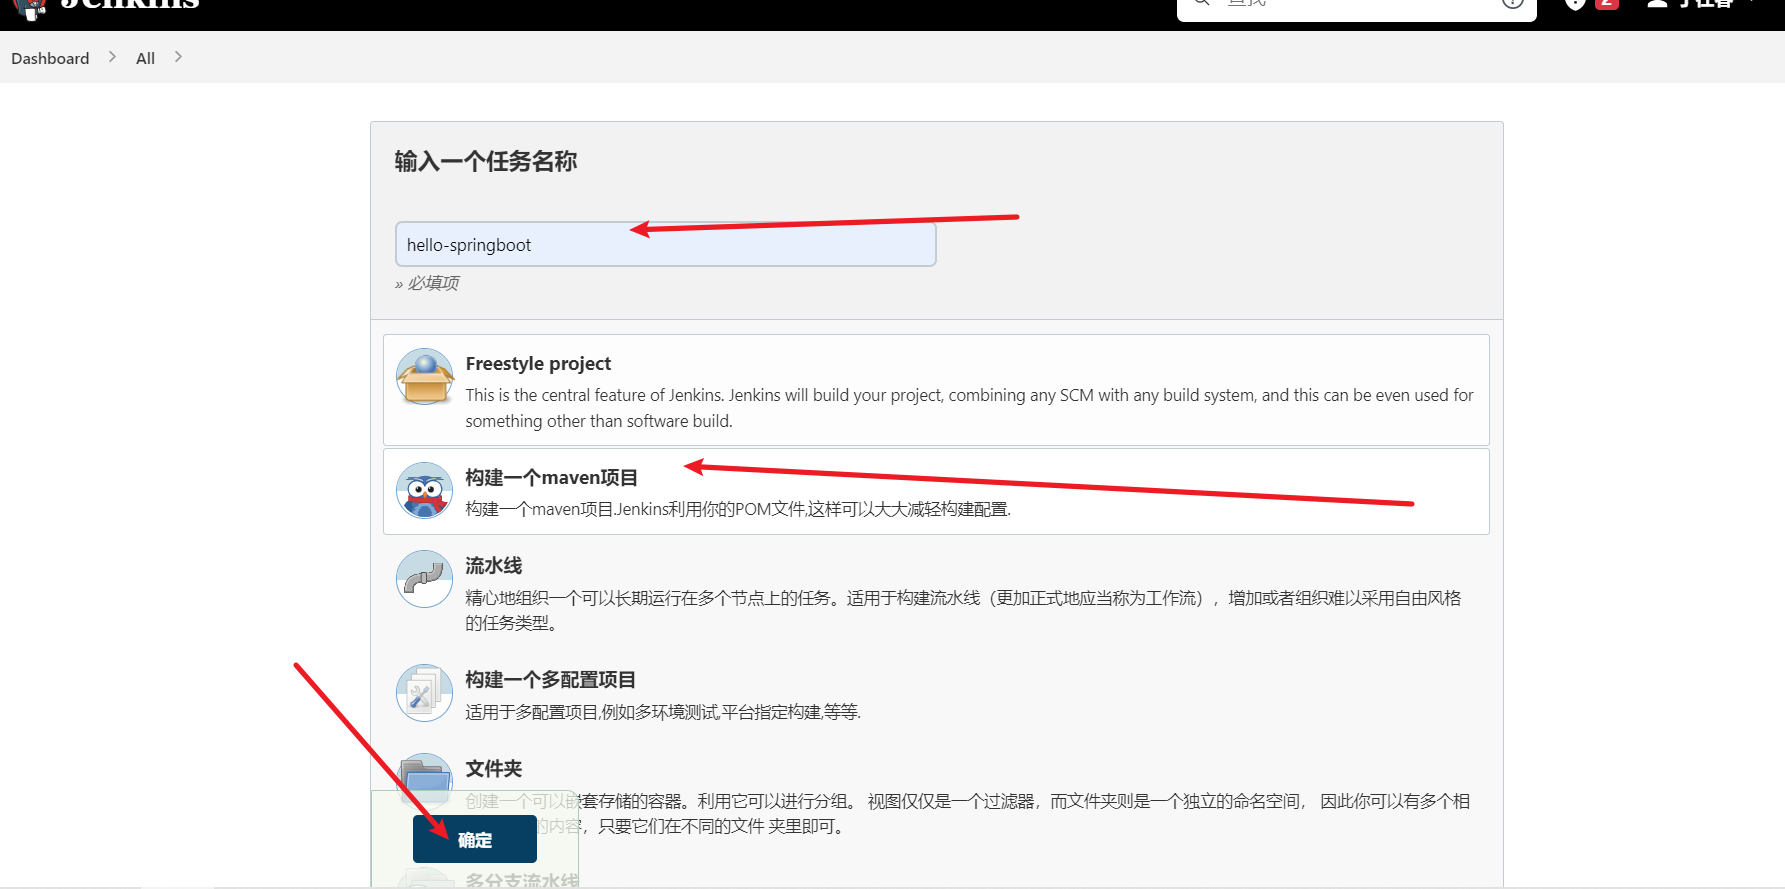 Jenkins
查找
2
Dashboard
All
输入一个任务名称
hello-springboot
» 必填项
Freestyle project
This is the central feature of Jenkins. Jenkins will build your project, combining any SCM with any build system, and this can be even used for
something other than software build.
构建一个maven项目
构建一个maven项目.Jenkins利用你的POM文件,这样可以大大减轻构建配置.
流水线
精心地组织一个可以长期运行在多个节点上的任务。适用于构建流水线（更加正式地应当称为工作流），增加或者组织难以采用自由风格
的任务类型。
构建一个多配置项目
适用于多配置项目,例如多环境测试,平台指定构建,等等.
文件夹
创建一个可以嵌套存储的容器。利用它可以进行分组。 视图仅仅是一个过滤器，而文件夹则是一个独立的命名空间， 因此你可以有多个相
的内容，只要它们在不同的文件 夹里即可。
确定
多分支流水线